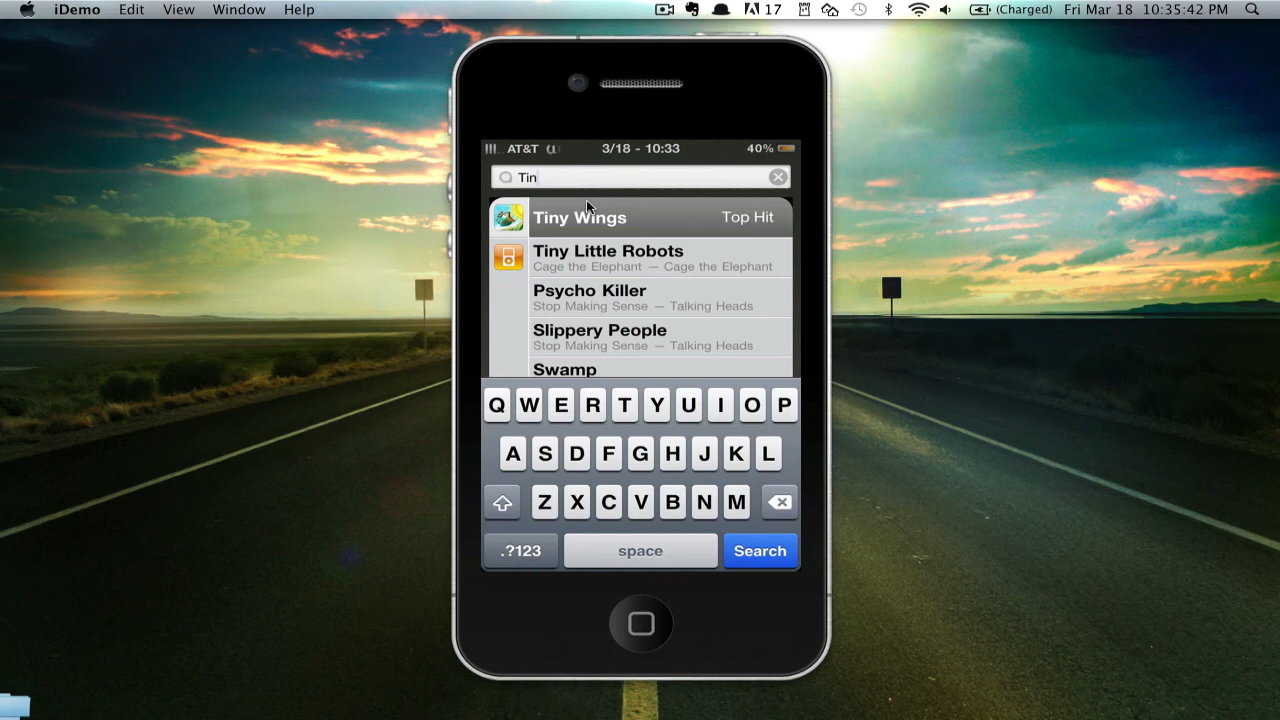 iDemo Edit View Window Help 17 (Charged) Fri Mar 18 10:35:42 PM
AT&T 3/18 - 10:33 40%
Tin
Tiny Wings Top Hit
Tiny Little Robots
Cage the Elephant — Cage the Elephant
Psycho Killer
Stop Making Sense — Talking Heads
Slippery People
Stop Making Sense — Talking Heads
Swamp
Q W E R T Y U I O P
A S D F G H J K L
Z X C V B N M
.?123 space Search